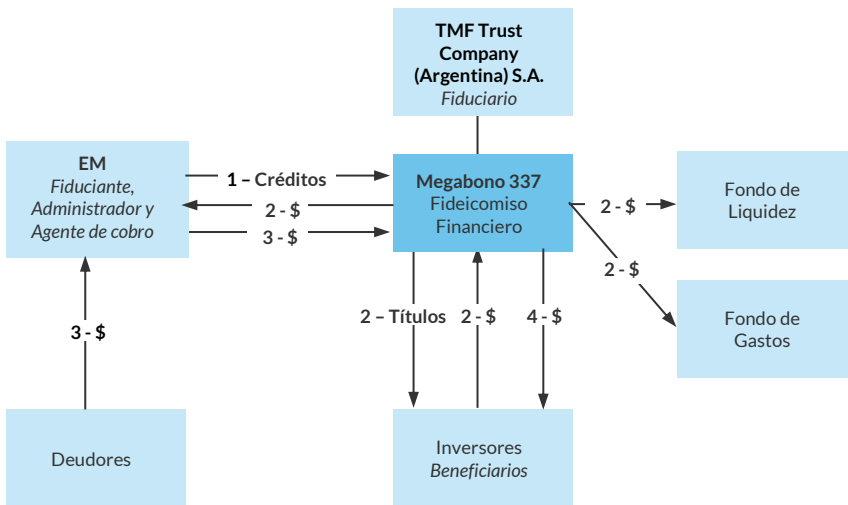 TMF Trust
Company
(Argentina) S.A.
Fiduciario
EM
Fiduciante,
Administrador y
Agente de cobro
1 – Créditos
2 - $
3 - $
Megabono 337
Fideicomiso
Financiero
2 - $
Fondo de
Liquidez
2 - $
Fondo de
Gastos
3 - $
2 – Títulos
2 - $
4 - $
Deudores
Inversores
Beneficiarios